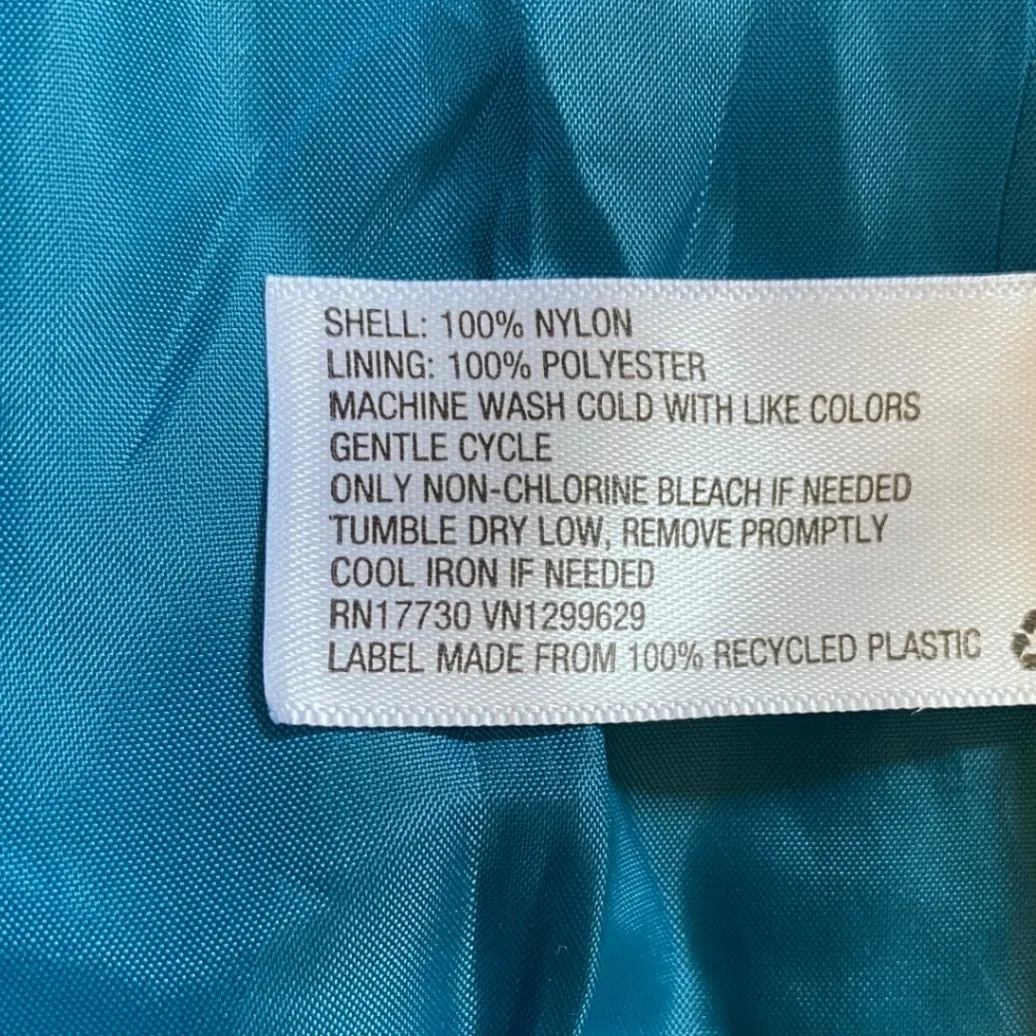 SHELL: 100% NYLON
LINING: 100% POLYESTER
MACHINE WASH COLD WITH LIKE COLORS
GENTLE CYCLE
ONLY NON-CHLORINE BLEACH IF NEEDED
TUMBLE DRY LOW, REMOVE PROMPTLY
COOL IRON IF NEEDED
RN17730 VN1299629
LABEL MADE FROM 100% RECYCLED PLASTIC